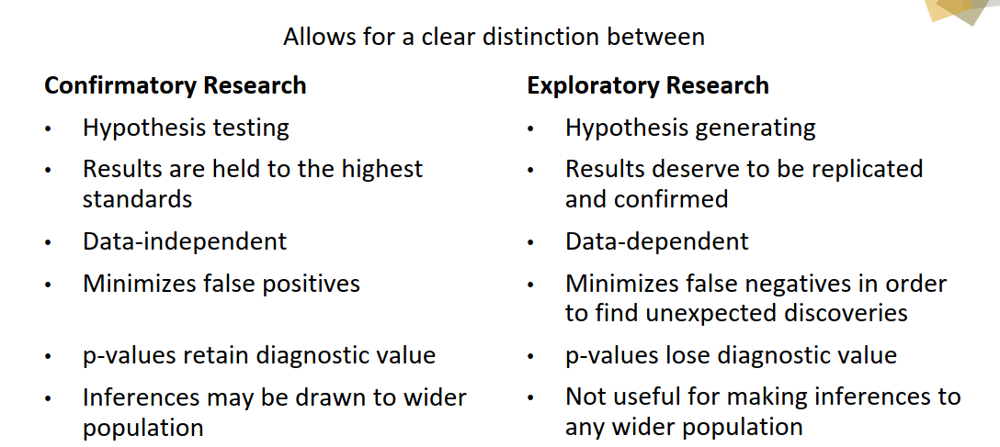 Allows for a clear distinction between
Confirmatory Research
• Hypothesis testing
• Results are held to the highest
standards
• Data-independent
• Minimizes false positives
• p-values retain diagnostic value
• Inferences may be drawn to wider
population
Exploratory Research
• Hypothesis generating
• Results deserve to be replicated
and confirmed
• Data-dependent
• Minimizes false negatives in order
to find unexpected discoveries
• p-values lose diagnostic value
• Not useful for making inferences to
any wider population